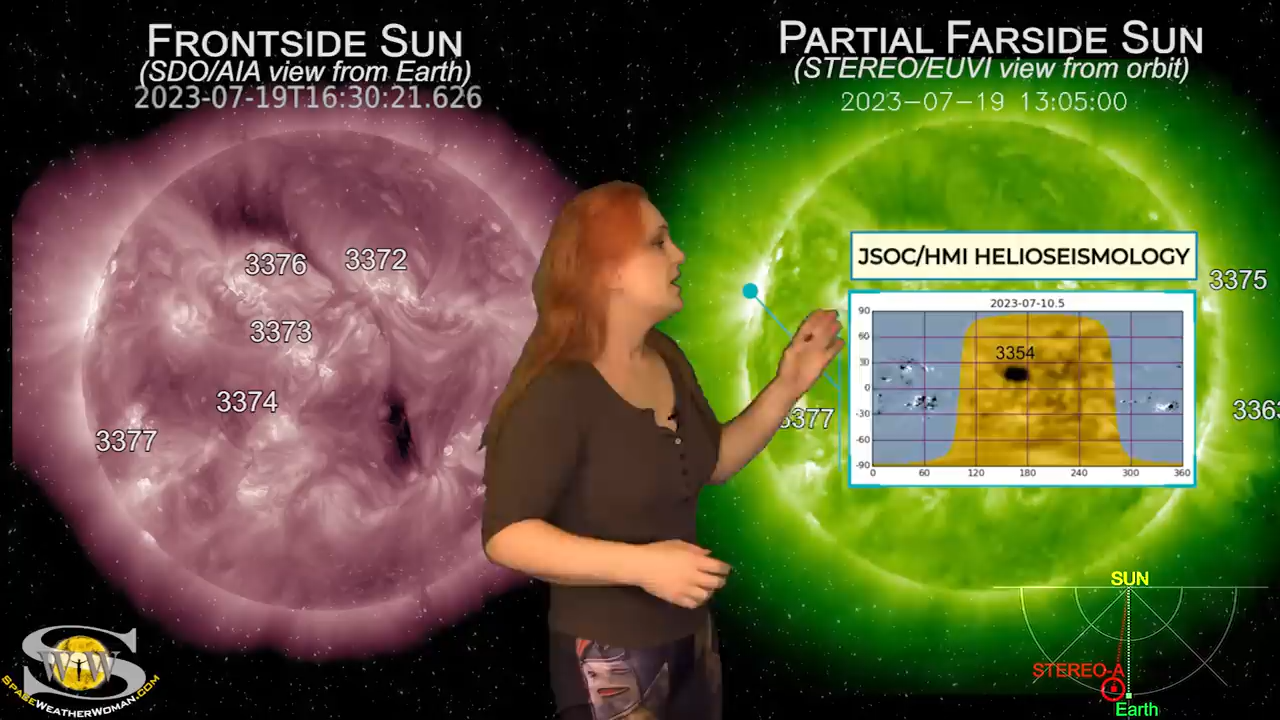 FRONTSIDE SUN
(SDO/AIA view from Earth)
2023-07-19T16:30:21.626
PARTIAL FARSIDE SUN
(STEREO/EUVI view from orbit)
2023-07-19 13:05:00
3376
3372
3373
3374
3377
3375
3377
JSOC/HMI HELIOSEISMOLOGY
2023-07-10.5
3354
90
60
30
0
-30
-60
-90
0 60 120 180 240 300 360
SUN
STEREO-A
Earth
SWW
SPACEWEATHERWOMAN.COM